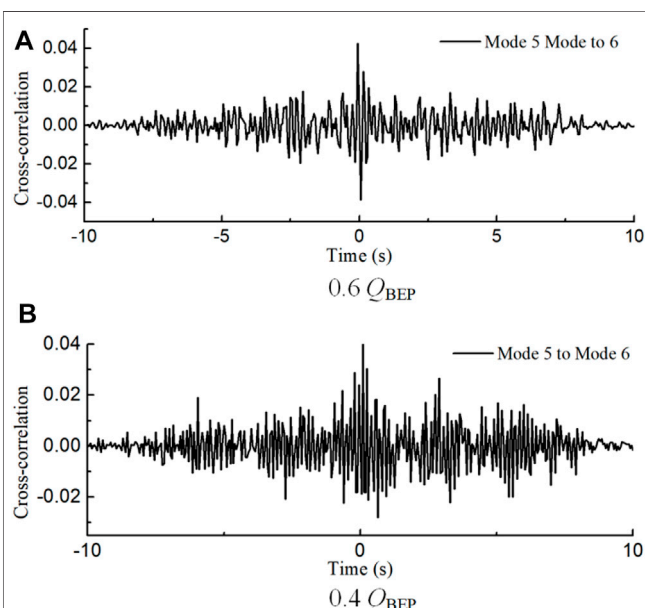 A
0.04
Mode 5 Mode to 6
0.02
0.00
-0.02
-0.04
Cross-correlation
-10
-5
0
5
10
Time (s)
0.6 Q_BEP
B
0.04
Mode 5 to Mode 6
0.02
0.00
-0.02
Cross-correlation
-10
0
10
Time (s)
0.4 Q_BEP